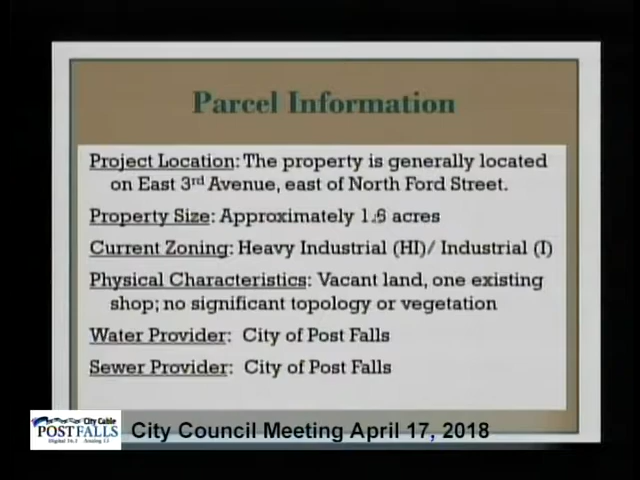 Parcel Information
Project Location: The property is generally located
on East 3rd Avenue, east of North Ford Street.
Property Size: Approximately 1.6 acres
Current Zoning: Heavy Industrial (HI)/ Industrial (I)
Physical Characteristics: Vacant land, one existing
shop; no significant topology or vegetation
Water Provider: City of Post Falls
Sewer Provider: City of Post Falls
City Cable
POSTFALLS
City Council Meeting April 17, 2018